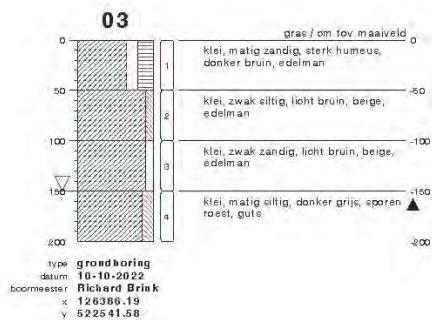 03
gras / om tov maaiveld
0
0
1
klei, matig zandig, sterk humeus,
donker bruin, edelman
50
-50
2
klei, zwak siltig, licht bruin, beige,
edelman
100
-100
3
klei, zwak zandig, licht bruin, beige,
edelman
150
-150
4
klei, matig siltig, donker grijs, sporen
roest, guts
200
-200
type grondboring
datum 10-10-2022
boormeester Richard Brink
x 126386.19
y 522541.58